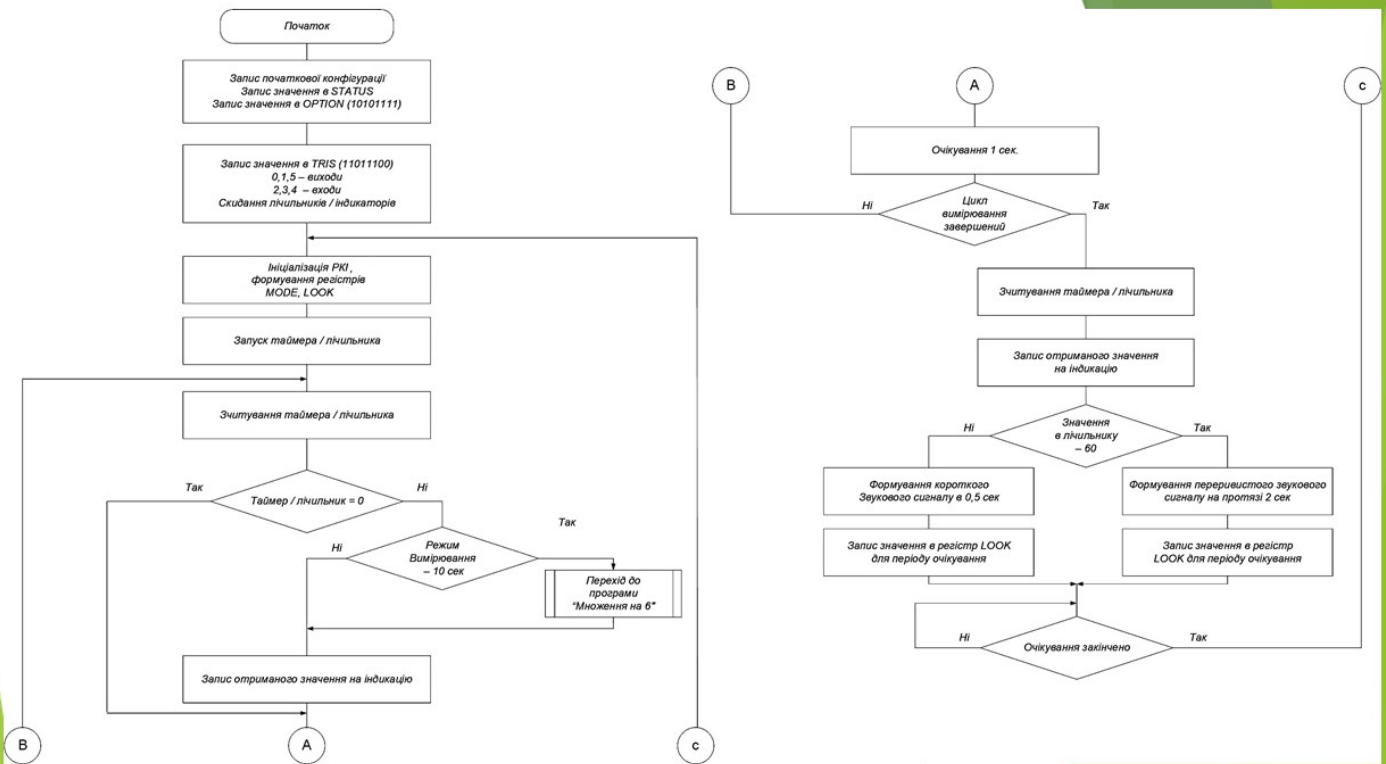 Початок
Запис початкової конфігурації
Запис значення в STATUS
Запис значення в OPTION (10101111)
Запис значення в TRIS (11011100)
0,1,5 – виходи
2,3,4 – входи
Скидання лічильників / індикаторів
Ініціалізація РКІ ,
формування регістрів
MODE, LOOK
Запуск таймера / лічильника
Зчитування таймера / лічильника
Так
Таймер / лічильник = 0
Ні
Так
Ні
Режим
Вимірювання
– 10 сек
Перехід до
програми
“Множення на 6”
Запис отриманого значення на індикацію
В
А
с
В
А
с
Очікування 1 сек.
Ні
Цикл
вимірювання
завершений
Так
Зчитування таймера / лічильника
Запис отриманого значення
на індикацію
Ні
Значення
в лічильнику
– 60
Так
Формування короткого
Звукового сигналу в 0,5 сек
Формування переривистого звукового
сигналу на протязі 2 сек
Запис значення в регістр LOOK
для періоду очікування
Запис значення в регістр
LOOK для періоду очікування
Ні
Очікування закінчено
Так